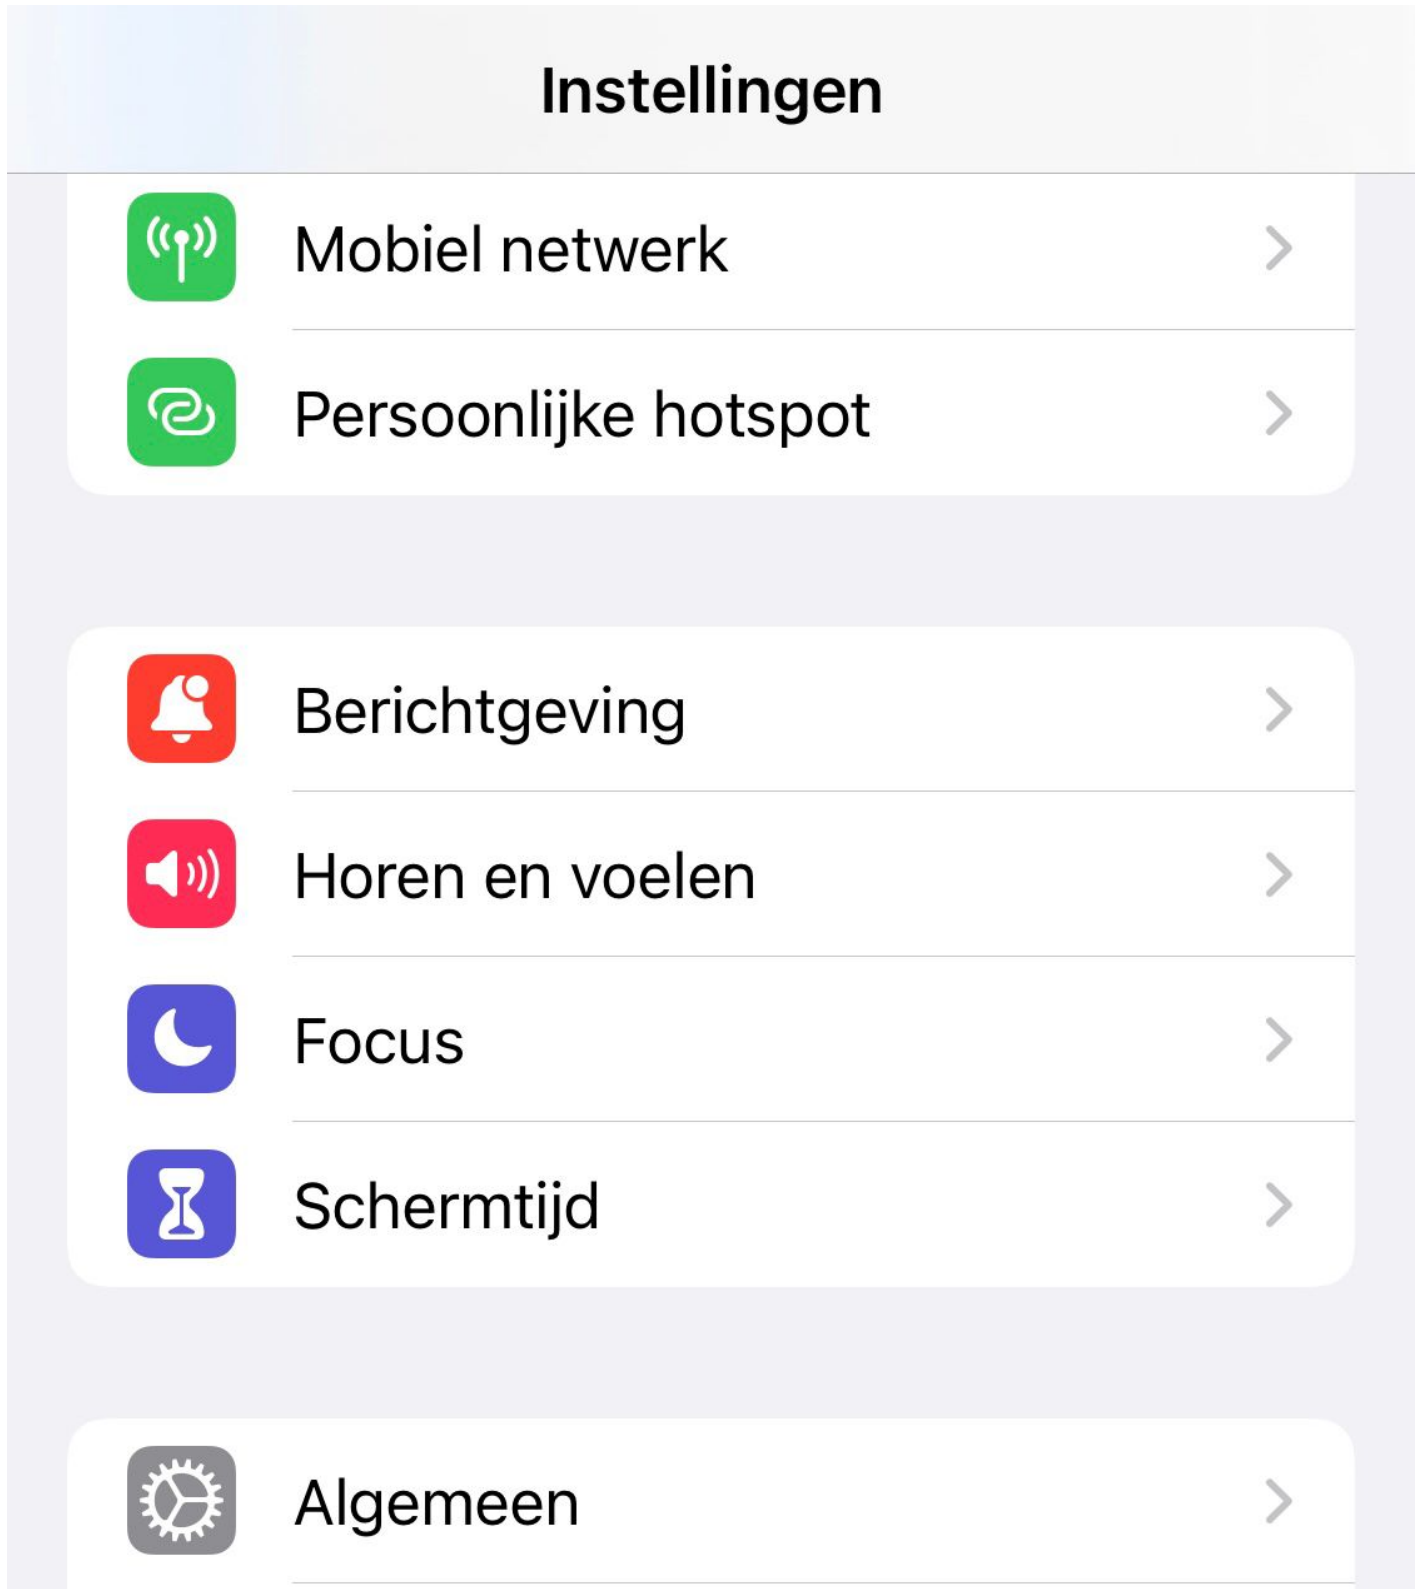 Instellingen
Mobiel netwerk
Persoonlijke hotspot
Berichtgeving
Horen en voelen
Focus
Schermtijd
Algemeen